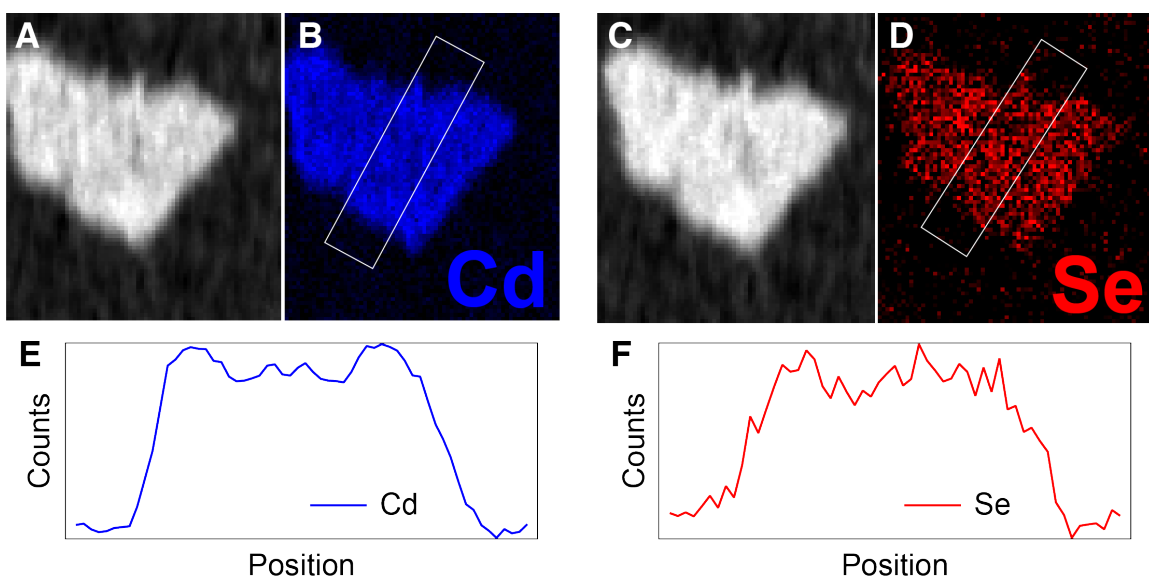 A B C D
Cd Se
E F
Counts Cd Counts Se
Position Position